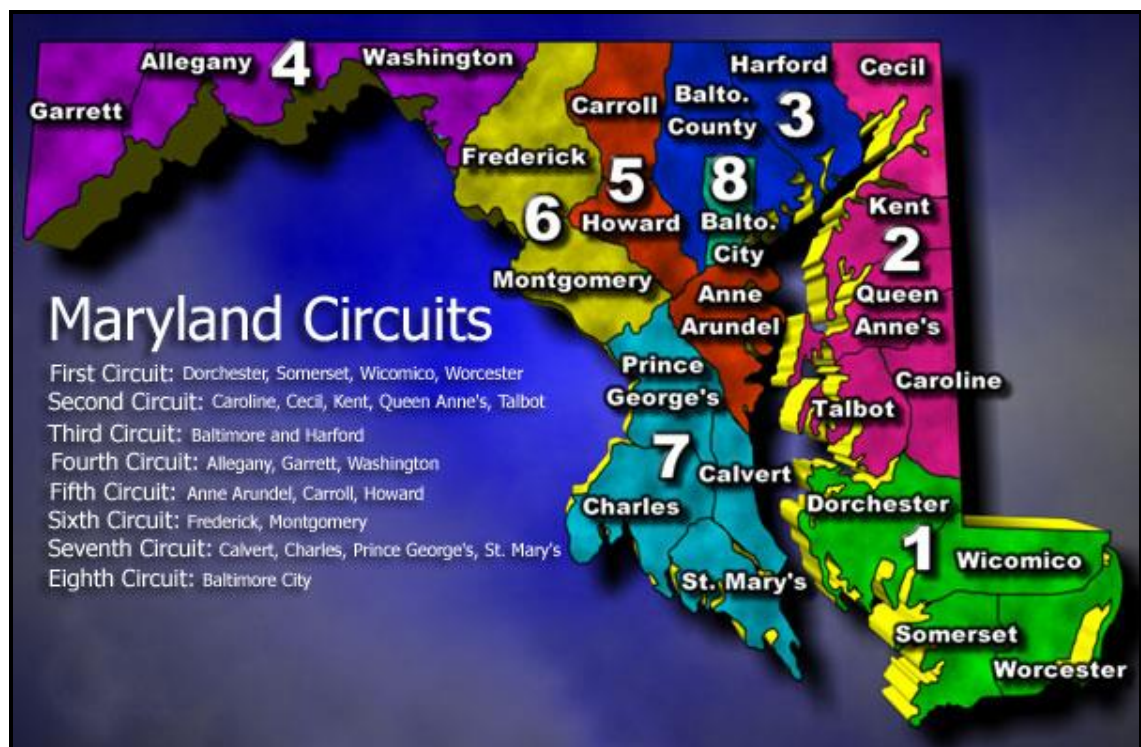 Allegany
4
Washington
Garrett
Harford
Cecil
Balto.
County
3
Carroll
Frederick
5
8
6
Howard
Balto.
City
Kent
2
Queen
Anne's
Montgomery
Anne
Arundel
Prince
George's
Caroline
Talbot
7
Calvert
Charles
St. Mary's
Dorchester
1
Wicomico
Somerset
Worcester
Maryland Circuits
First Circuit: Dorchester, Somerset, Wicomico, Worcester
Second Circuit: Caroline, Cecil, Kent, Queen Anne's, Talbot
Third Circuit: Baltimore and Harford
Fourth Circuit: Allegany, Garrett, Washington
Fifth Circuit: Anne Arundel, Carroll, Howard
Sixth Circuit: Frederick, Montgomery
Seventh Circuit: Calvert, Charles, Prince George's, St. Mary's
Eighth Circuit: Baltimore City